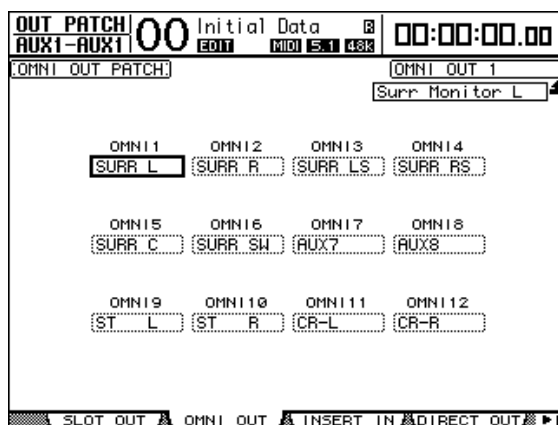 OUT PATCH 00 Initial Data R 00:00:00.00
AUX1-AUX1 EDIT MIDI 5.1 48k
OMNI OUT PATCH OMNI OUT 1
Surr Monitor L
OMNI1 OMNI2 OMNI3 OMNI4
SURR L SURR R SURR LS SURR RS
OMNI5 OMNI6 OMNI7 OMNI8
SURR C SURR SW AUX7 AUX8
OMNI9 OMNI10 OMNI11 OMNI12
ST L ST R CR-L CR-R
SLOT OUT OMNI OUT INSERT IN DIRECT OUT